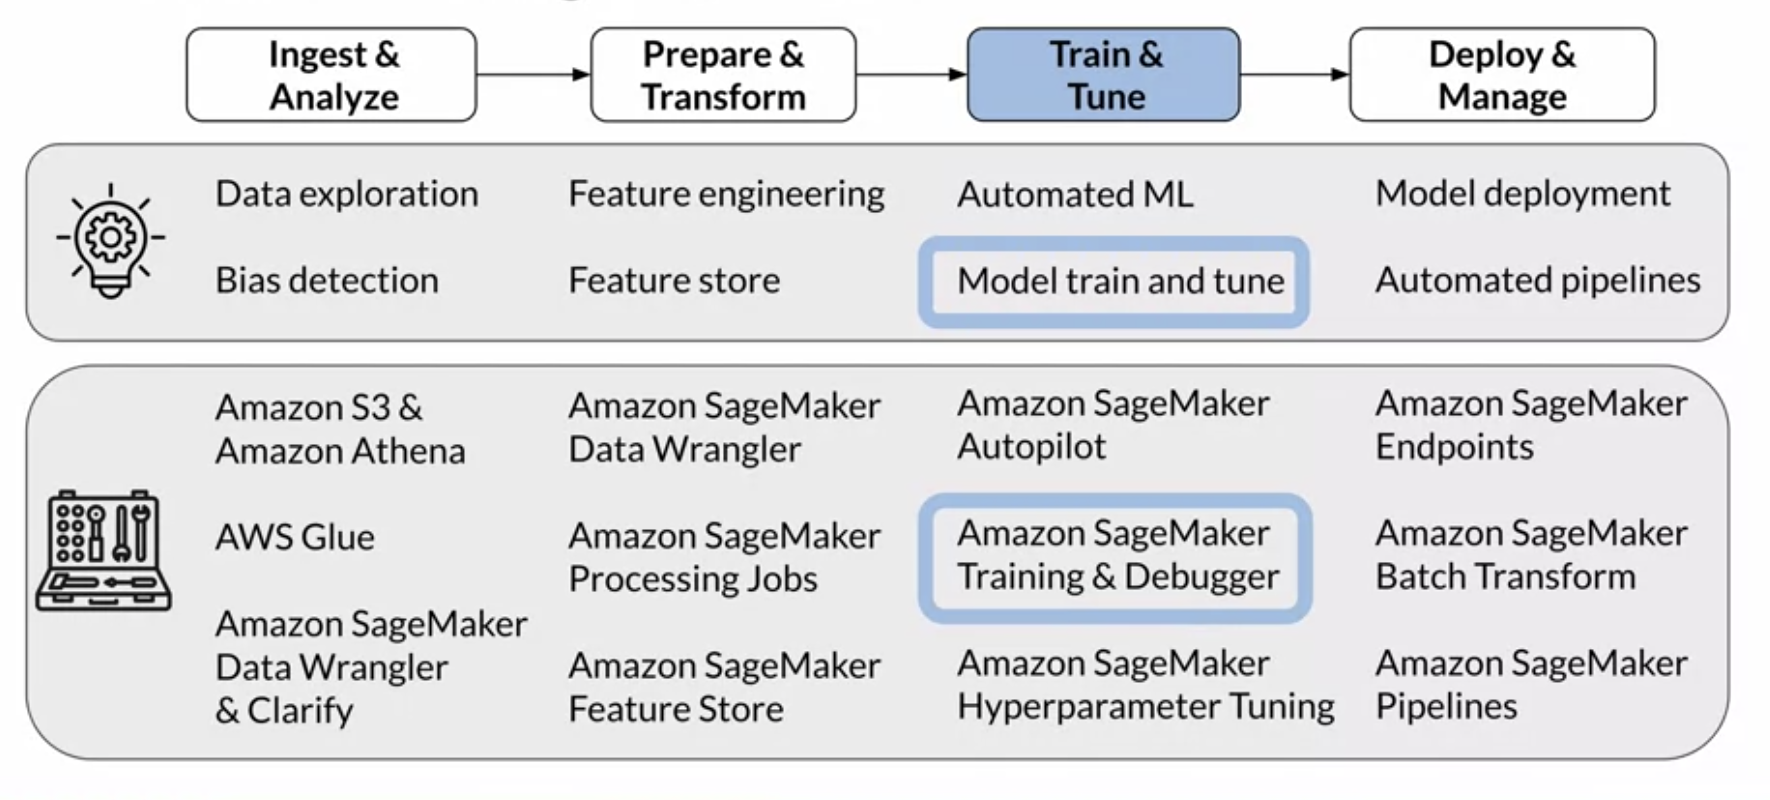 Ingest &
Analyze
Prepare &
Transform
Train &
Tune
Deploy &
Manage
Data exploration
Feature engineering
Automated ML
Model deployment
Bias detection
Feature store
Model train and tune
Automated pipelines
Amazon S3 &
Amazon Athena
AWS Glue
Amazon SageMaker
Data Wrangler
& Clarify
Amazon SageMaker
Data Wrangler
Amazon SageMaker
Processing Jobs
Amazon SageMaker
Feature Store
Amazon SageMaker
Autopilot
Amazon SageMaker
Training & Debugger
Amazon SageMaker
Hyperparameter Tuning
Amazon SageMaker
Endpoints
Amazon SageMaker
Batch Transform
Amazon SageMaker
Pipelines